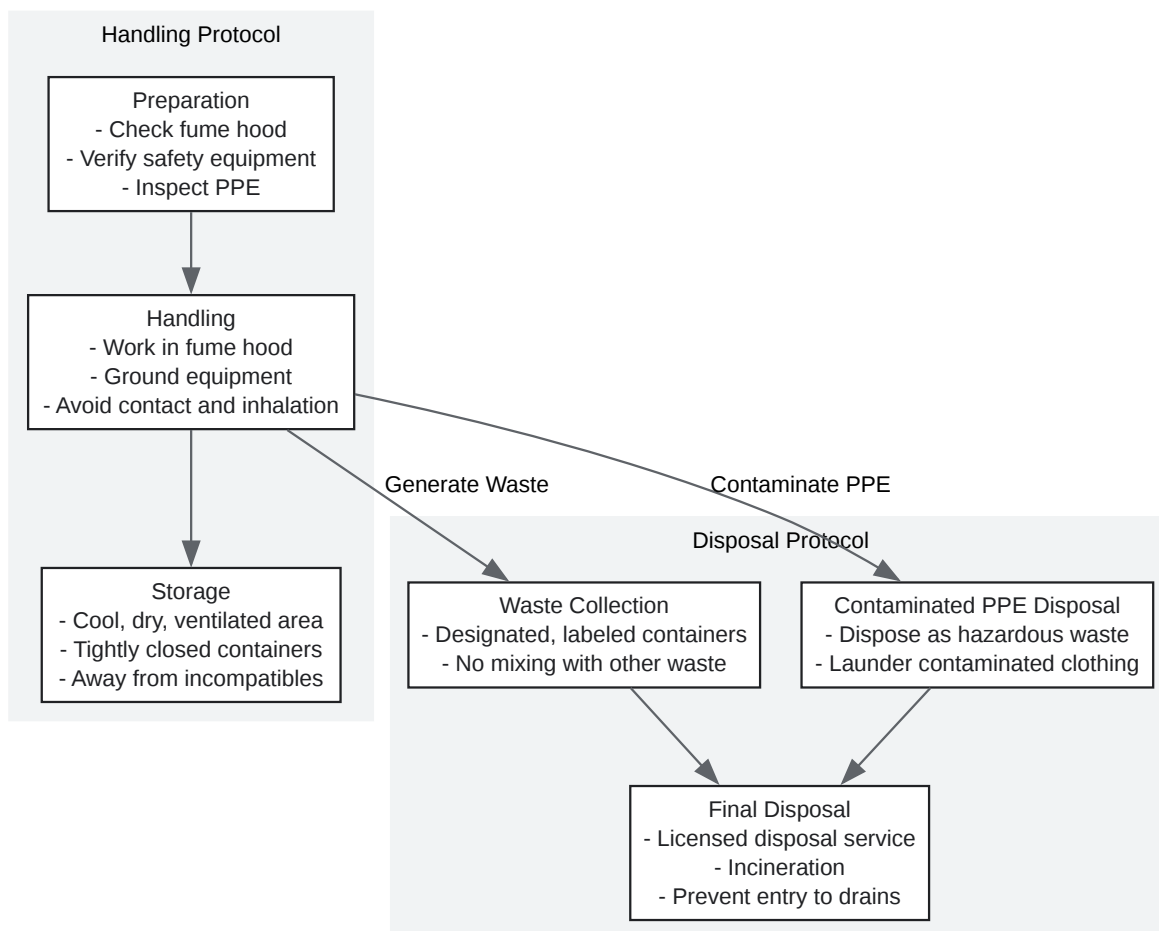 Handling Protocol
Preparation
- Check fume hood
- Verify safety equipment
- Inspect PPE
Handling
- Work in fume hood
- Ground equipment
- Avoid contact and inhalation
Generate Waste
Contaminate PPE
Storage
- Cool, dry, ventilated area
- Tightly closed containers
- Away from incompatibles
Disposal Protocol
Waste Collection
- Designated, labeled containers
- No mixing with other waste
Contaminated PPE Disposal
- Dispose as hazardous waste
- Launder contaminated clothing
Final Disposal
- Licensed disposal service
- Incineration
- Prevent entry to drains